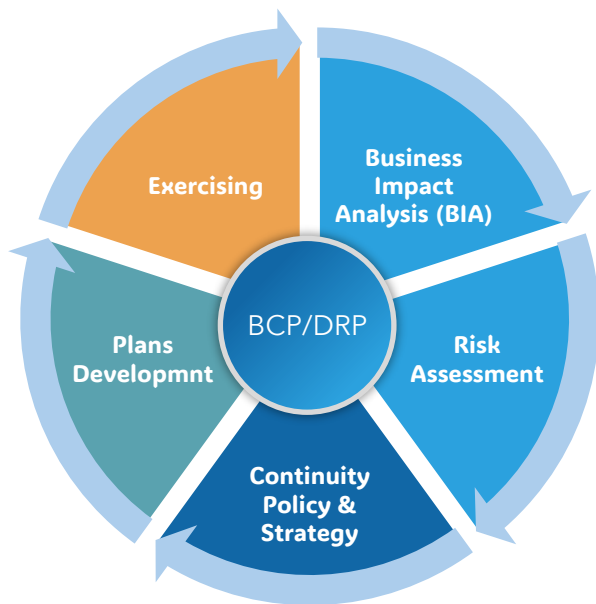 Business
Impact
Analysis (BIA)
Risk
Assessment
Continuity
Policy &
Strategy
Plans
Developmnt
Exercising
BCP/DRP